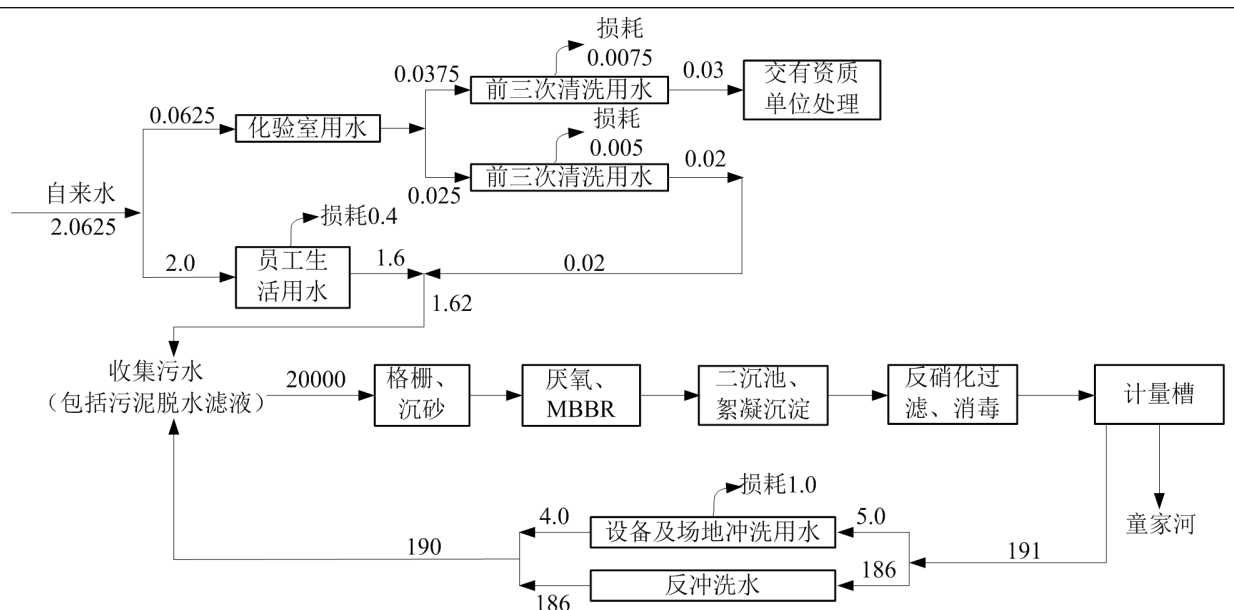 损耗
0.0075
0.0375
前三次清洗用水
0.03
交有资质
单位处理
0.0625
化验室用水
损耗
0.005
0.02
前三次清洗用水
0.025
自来水
2.0625
损耗0.4
2.0
员工生
活用水
1.6
0.02
1.62
收集污水
(包括污泥脱水滤液)
20000
格栅、
沉砂
厌氧、
MBBR
二沉池、
絮凝沉淀
反硝化过
滤、消毒
计量槽
损耗1.0
4.0
设备及场地冲洗用水
5.0
童家河
190
191
186
反冲洗水
186